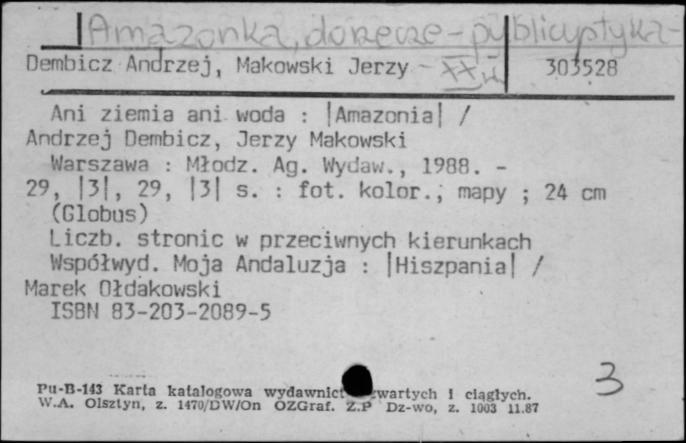 Amazonka, dorzecze - publicystyka -
Dembicz Andrzej, Makowski Jerzy - XX w 303528
Ani ziemia ani woda : |Amazonia| /
Andrzej Dembicz, Jerzy Makowski
Warszawa : Młodz. Ag. Wydaw., 1988. -
29, |3|, 29, |3| s. : fot. kolor., mapy ; 24 cm
(Globus)
Liczb. stronic w przeciwnych kierunkach
Współwyd. Moja Andaluzja : |Hiszpania| /
Marek Ołdakowski
ISBN 83-203-2089-5
3
Pu-B-143 Karta katalogowa wydawnict zwartych i ciągłych.
W.A. Olsztyn, z. 1470/DW/On OZGraf. Z.P Dz-wo, z. 1003 11.87